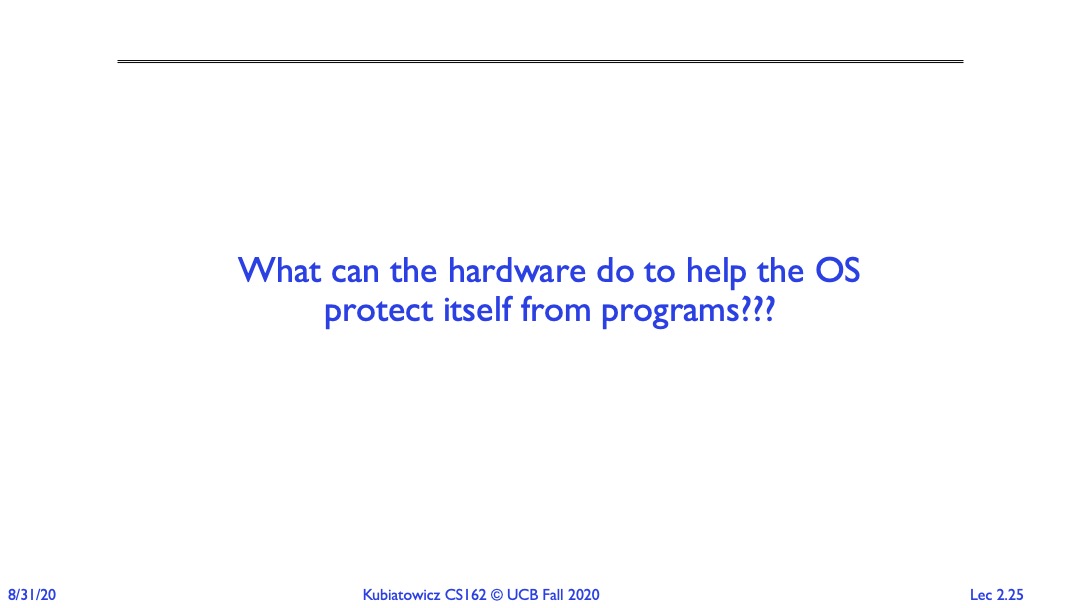 What can the hardware do to help the OS
protect itself from programs???
8/31/20
Kubiatowicz CS162 © UCB Fall 2020
Lec 2.25